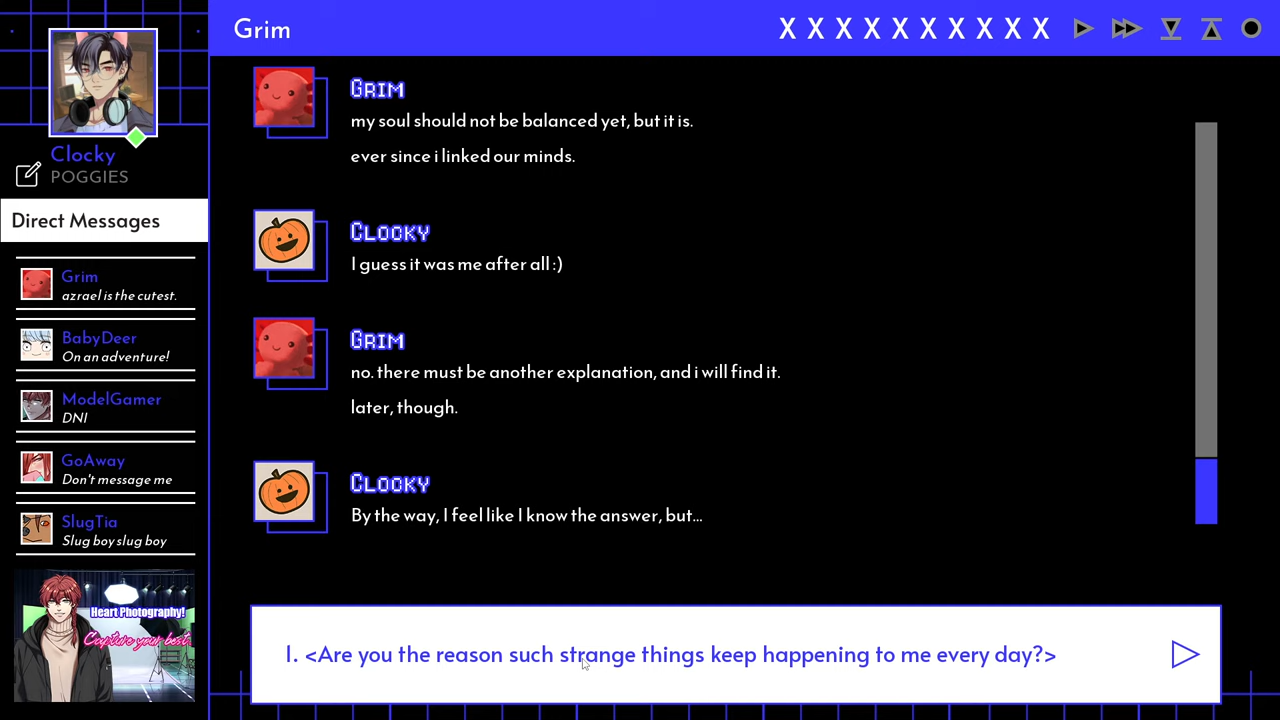 Grim
X X X X X X X X X X
Clocky
POGGIES
Direct Messages
Grim
azrael is the cutest.
BabyDeer
On an adventure!
ModelGamer
DNI
GoAway
Don't message me
SlugTia
Slug boy slug boy
Heart Photography!
Capture your best.
Grim
my soul should not be balanced yet, but it is.
ever since i linked our minds.
Clocky
I guess it was me after all :)
Grim
no. there must be another explanation, and i will find it.
later, though.
Clocky
By the way, I feel like I know the answer, but...
1. <Are you the reason such strange things keep happening to me every day?>